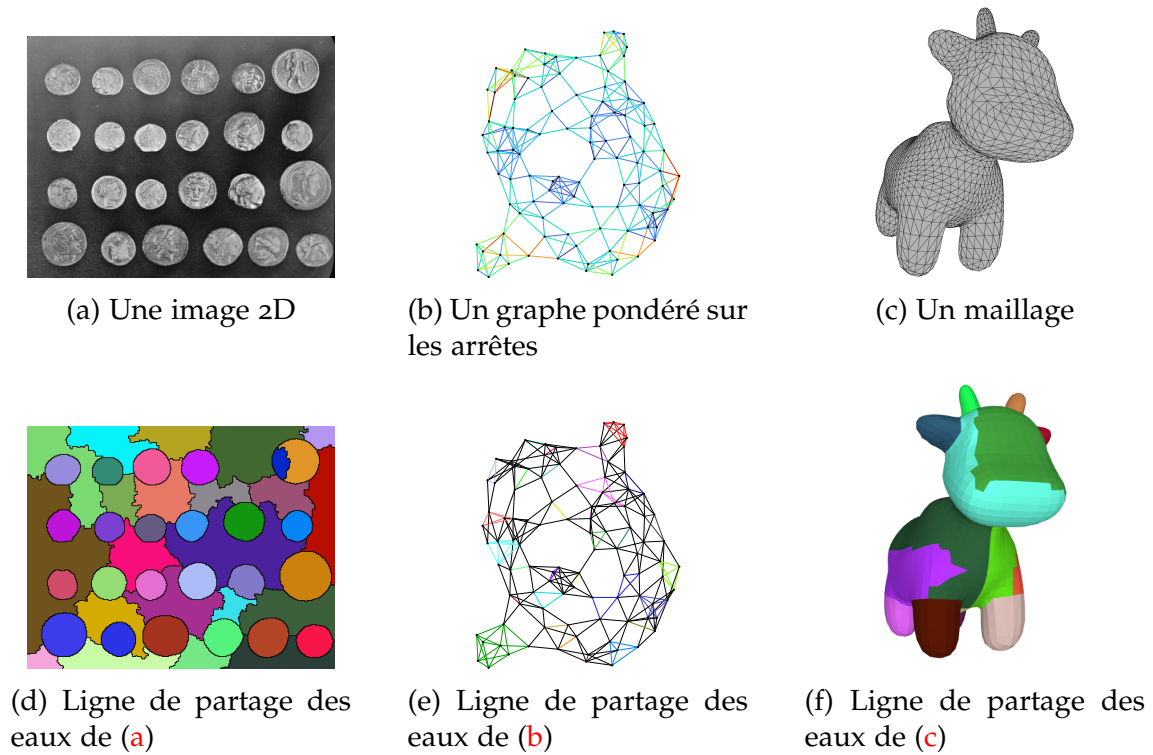 (a) Une image 2D
(b) Un graphe pondéré sur
les arrêtes
(c) Un maillage
(d) Ligne de partage des
eaux de (a)
(e) Ligne de partage des
eaux de (b)
(f) Ligne de partage des
eaux de (c)